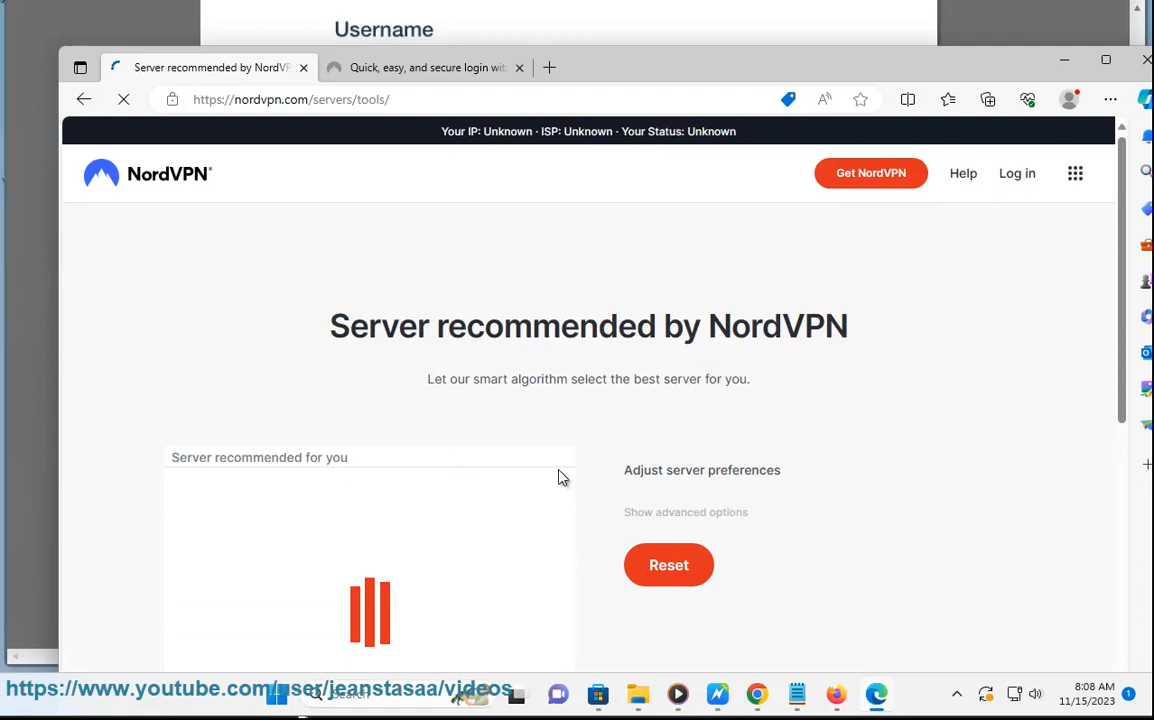 Username
Server recommended by NordVP
Quick, easy, and secure login wit
https://nordvpn.com/servers/tools/
Your IP: Unknown · ISP: Unknown · Your Status: Unknown
NordVPN®
Get NordVPN
Help
Log in
Server recommended by NordVPN
Let our smart algorithm select the best server for you.
Server recommended for you
Adjust server preferences
Show advanced options
Reset
https://www.youtube.com/user/jeanstasaa/videos
Search
8:08 AM
11/15/2023
1